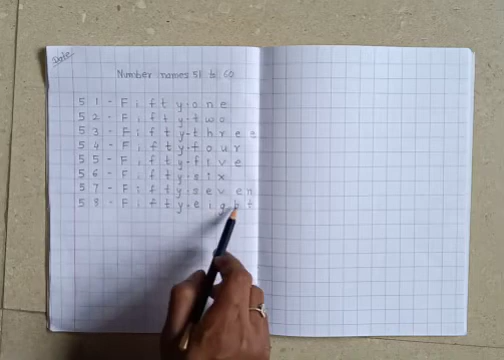 Date
Number names 51 to 60
51-Fifty-one
52-Fifty-two
53-Fifty-three
54-Fifty-four
55-Fifty-five
56-Fifty-six
57-Fifty-seven
58-Fifty-eight